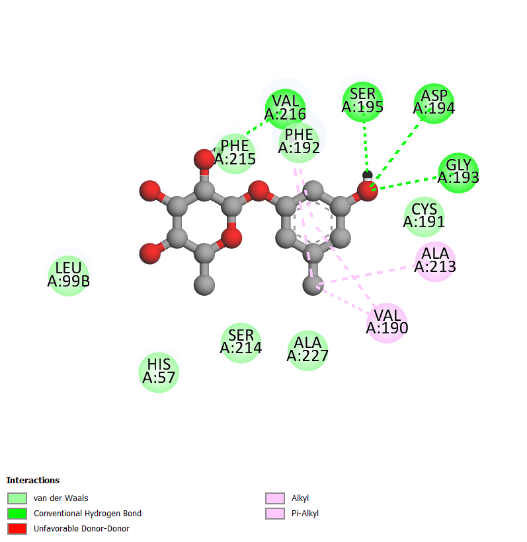 SER
A:195
ASP
A:194
VAL
A:216
PHE
A:192
PHE
A:215
GLY
A:193
CYS
A:191
ALA
A:213
LEU
A:99B
VAL
A:190
SER
A:214
ALA
A:227
HIS
A:57
Interactions
van der Waals
Conventional Hydrogen Bond
Unfavorable Donor-Donor
Alkyl
Pi-Alkyl